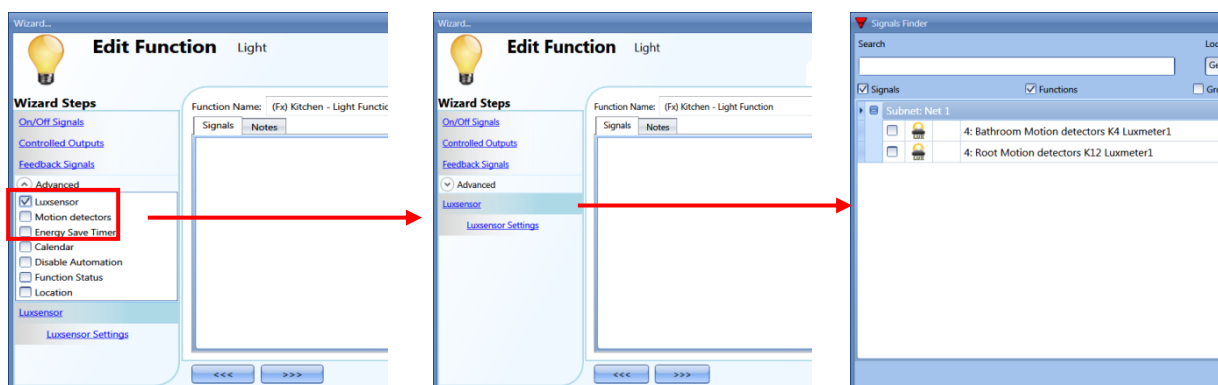 Wizard...
Edit Function Light
Wizard Steps
On/Off Signals
Controlled Outputs
Feedback Signals
Advanced
Luxsensor
Motion detectors
Energy Save Timer
Calendar
Disable Automation
Function Status
Location
Luxsensor
Luxsensor Settings
Function Name: (Fx) Kitchen - Light
Signals Notes
<<< >>>
Wizard...
Edit Function Light
Wizard Steps
On/Off Signals
Controlled Outputs
Feedback Signals
Advanced
Luxsensor
Luxsensor Settings
Function Name: (Fx) Kitchen - Light Function
Signals Notes
<<< >>>
Signals Finder
Search
Signals Functions
Subnet: Net 1
4: Bathroom Motion detectors K4 Luxmeter1
4: Root Motion detectors K12 Luxmeter1